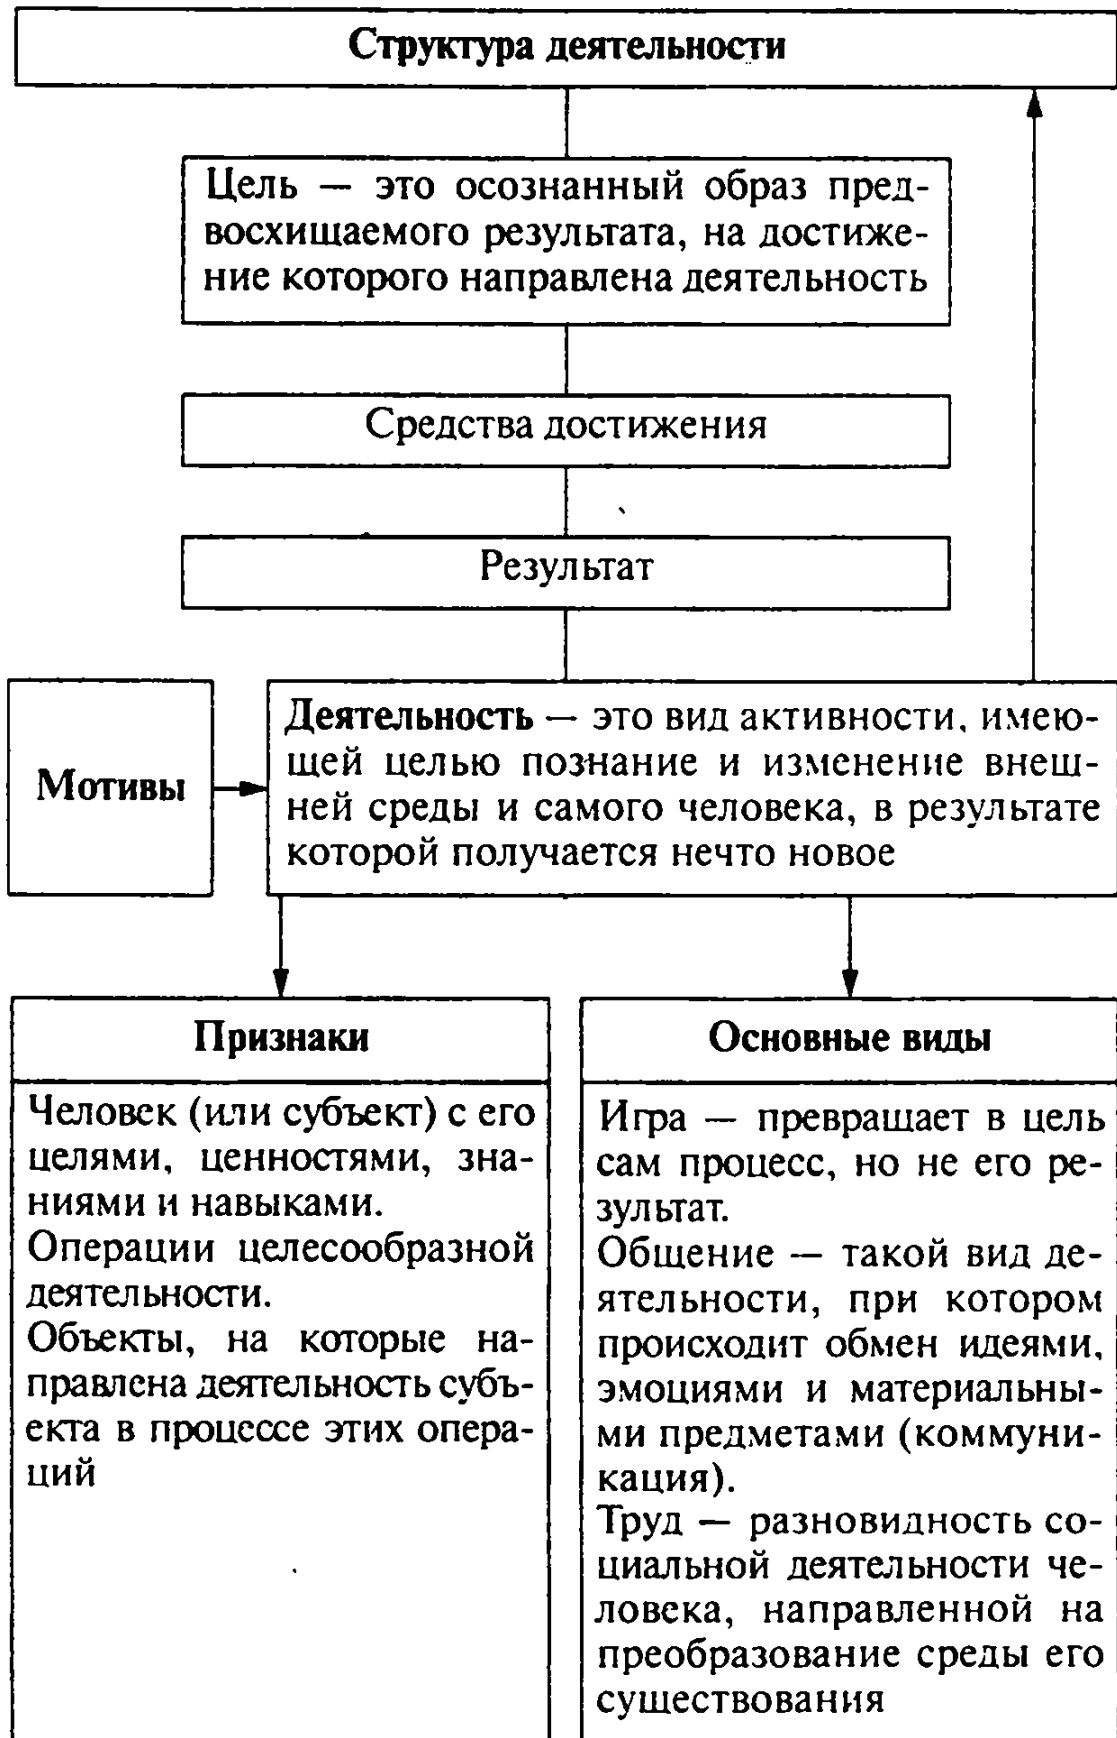 Структура деятельности
Цель — это осознанный образ пред-
восхищаемого результата, на достиже-
ние которого направлена деятельность
Средства достижения
Результат
Мотивы
Деятельность — это вид активности, имею-
щей целью познание и изменение внеш-
ней среды и самого человека, в результате
которой получается нечто новое
Признаки
Человек (или субъект) с его
целями, ценностями, зна-
ниями и навыками.
Операции целесообразной
деятельности.
Объекты, на которые на-
правлена деятельность субъ-
екта в процессе этих опера-
ций
Основные виды
Игра — превращает в цель
сам процесс, но не его ре-
зультат.
Общение — такой вид де-
ятельности, при котором
происходит обмен идеями,
эмоциями и материальны-
ми предметами (коммуни-
кация).
Труд — разновидность со-
циальной деятельности че-
ловека, направленной на
преобразование среды его
существования